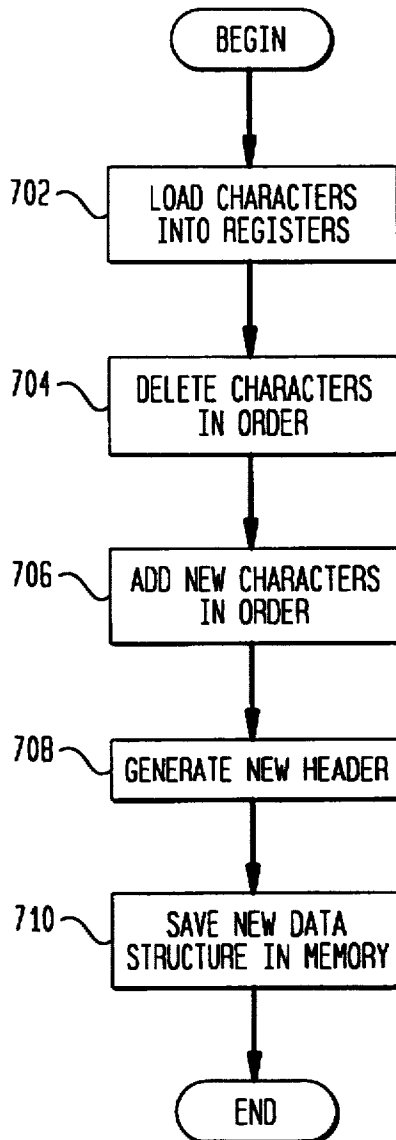 BEGIN
702
LOAD CHARACTERS
INTO REGISTERS
704
DELETE CHARACTERS
IN ORDER
706
ADD NEW CHARACTERS
IN ORDER
708
GENERATE NEW HEADER
710
SAVE NEW DATA
STRUCTURE IN MEMORY
END